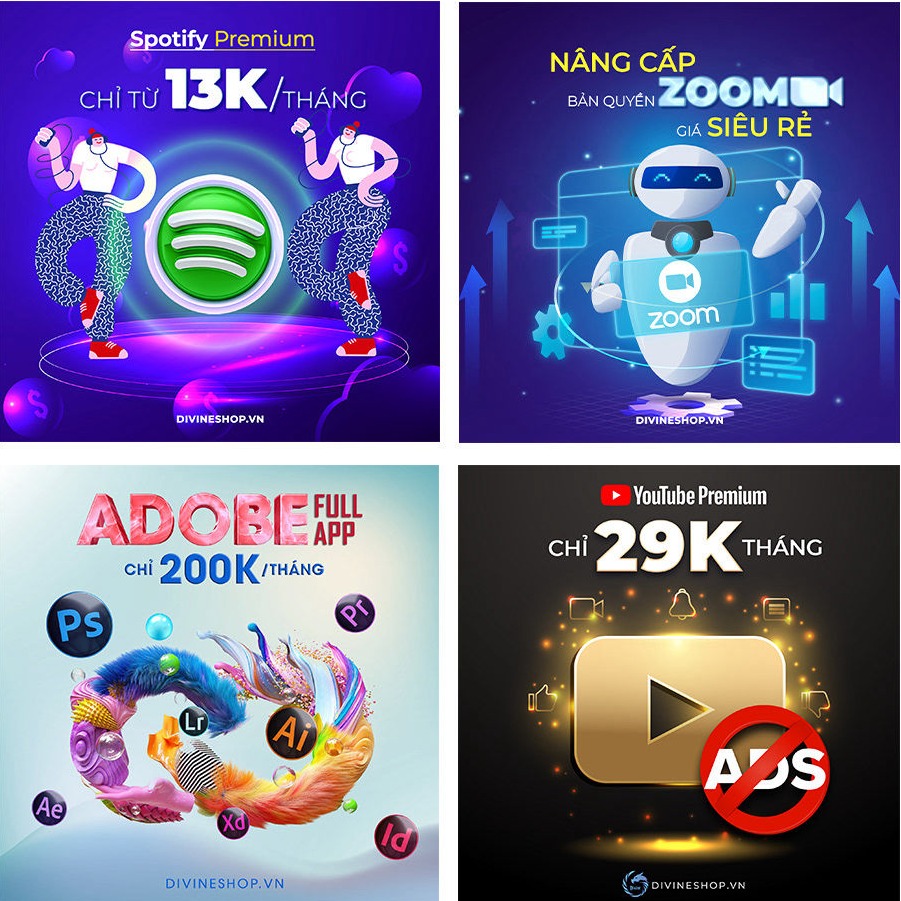 Spotify Premium
CHỈ TỪ 13K/THÁNG
DIVINESHOP.VN
NÂNG CẤP
BẢN QUYỀN ZOOM
GIÁ SIÊU RẺ
zoom
DIVINESHOP.VN
ADOBE FULL APP
CHỈ 200K/THÁNG
Ps
Pr
Lr
Ai
Ae
Xd
Id
DIVINESHOP.VN
YouTube Premium
CHỈ 29K THÁNG
ADS
DIVINESHOP.VN